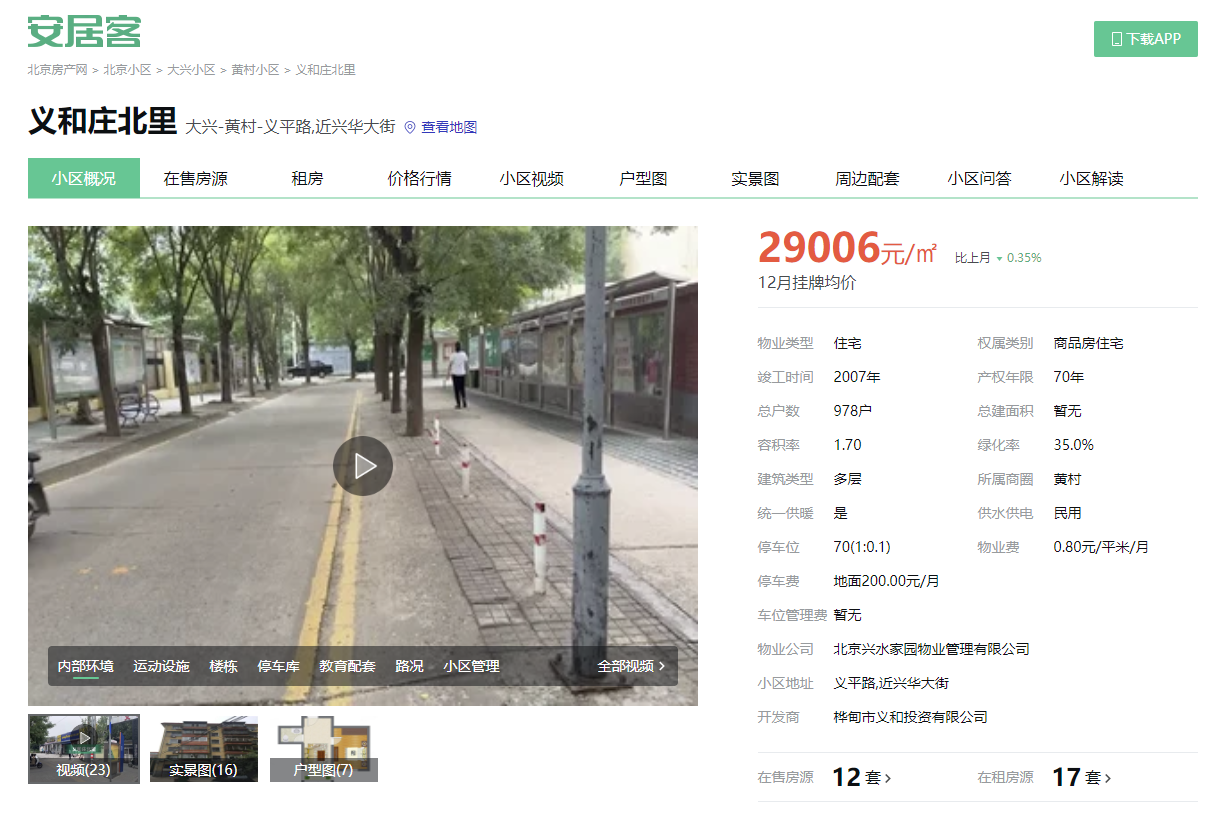 安居客
下载APP
北京房产网 > 北京小区 > 大兴小区 > 黄村小区 > 义和庄北里
义和庄北里 大兴-黄村-义平路,近兴华大街 查看地图
小区概况 在售房源 租房 价格行情 小区视频 户型图 实景图 周边配套 小区问答 小区解读
29006元/㎡ 比上月 0.35%
12月挂牌均价
物业类型 住宅 权属类别 商品房住宅
竣工时间 2007年 产权年限 70年
总户数 978户 总建面积 暂无
容积率 1.70 绿化率 35.0%
建筑类型 多层 所属商圈 黄村
统一供暖 是 供水供电 民用
停车位 70(1:0.1) 物业费 0.80元/平米/月
停车费 地面200.00元/月
车位管理费 暂无
物业公司 北京兴水家园物业管理有限公司
小区地址 义平路,近兴华大街
开发商 桦甸市义和投资有限公司
在售房源 12 套 > 在租房源 17 套 >
内部环境 运动设施 楼栋 停车库 教育配套 路况 小区管理 全部视频 >
视频(23) 实景图(16) 户型图(7)